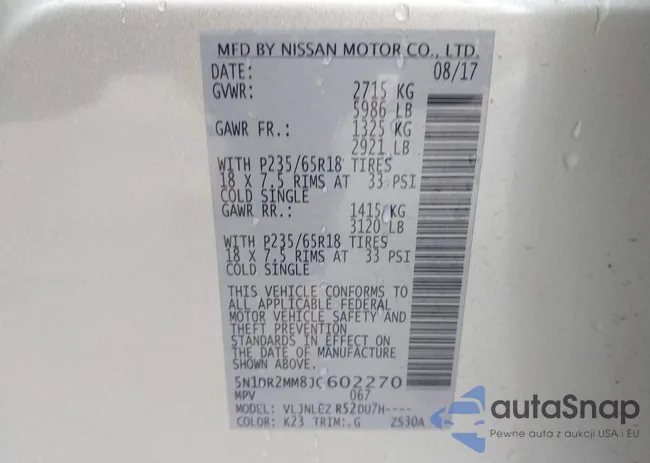 MFD BY NISSAN MOTOR CO., LTD.
DATE: 08/17
GVWR: 2715 KG
5986 LB
GAWR FR.: 1325 KG
2921 LB
WITH P235/65R18 TIRES
18 X 7.5 RIMS AT 33 PSI
COLD SINGLE
GAWR RR.: 1415 KG
3120 LB
WITH P235/65R18 TIRES
18 X 7.5 RIMS AT 33 PSI
COLD SINGLE
THIS VEHICLE CONFORMS TO
ALL APPLICABLE FEDERAL
MOTOR VEHICLE SAFETY AND
THEFT PREVENTION
STANDARDS IN EFFECT ON
THE DATE OF MANUFACTURE
SHOWN ABOVE.
5N1DR2MM8JC602270
MPV 067
MODEL: VLJNLEZ R52DU7H----
COLOR: K23 TRIM: G ZS30A
autoSnap
Pewne auta z aukcji USA i EU